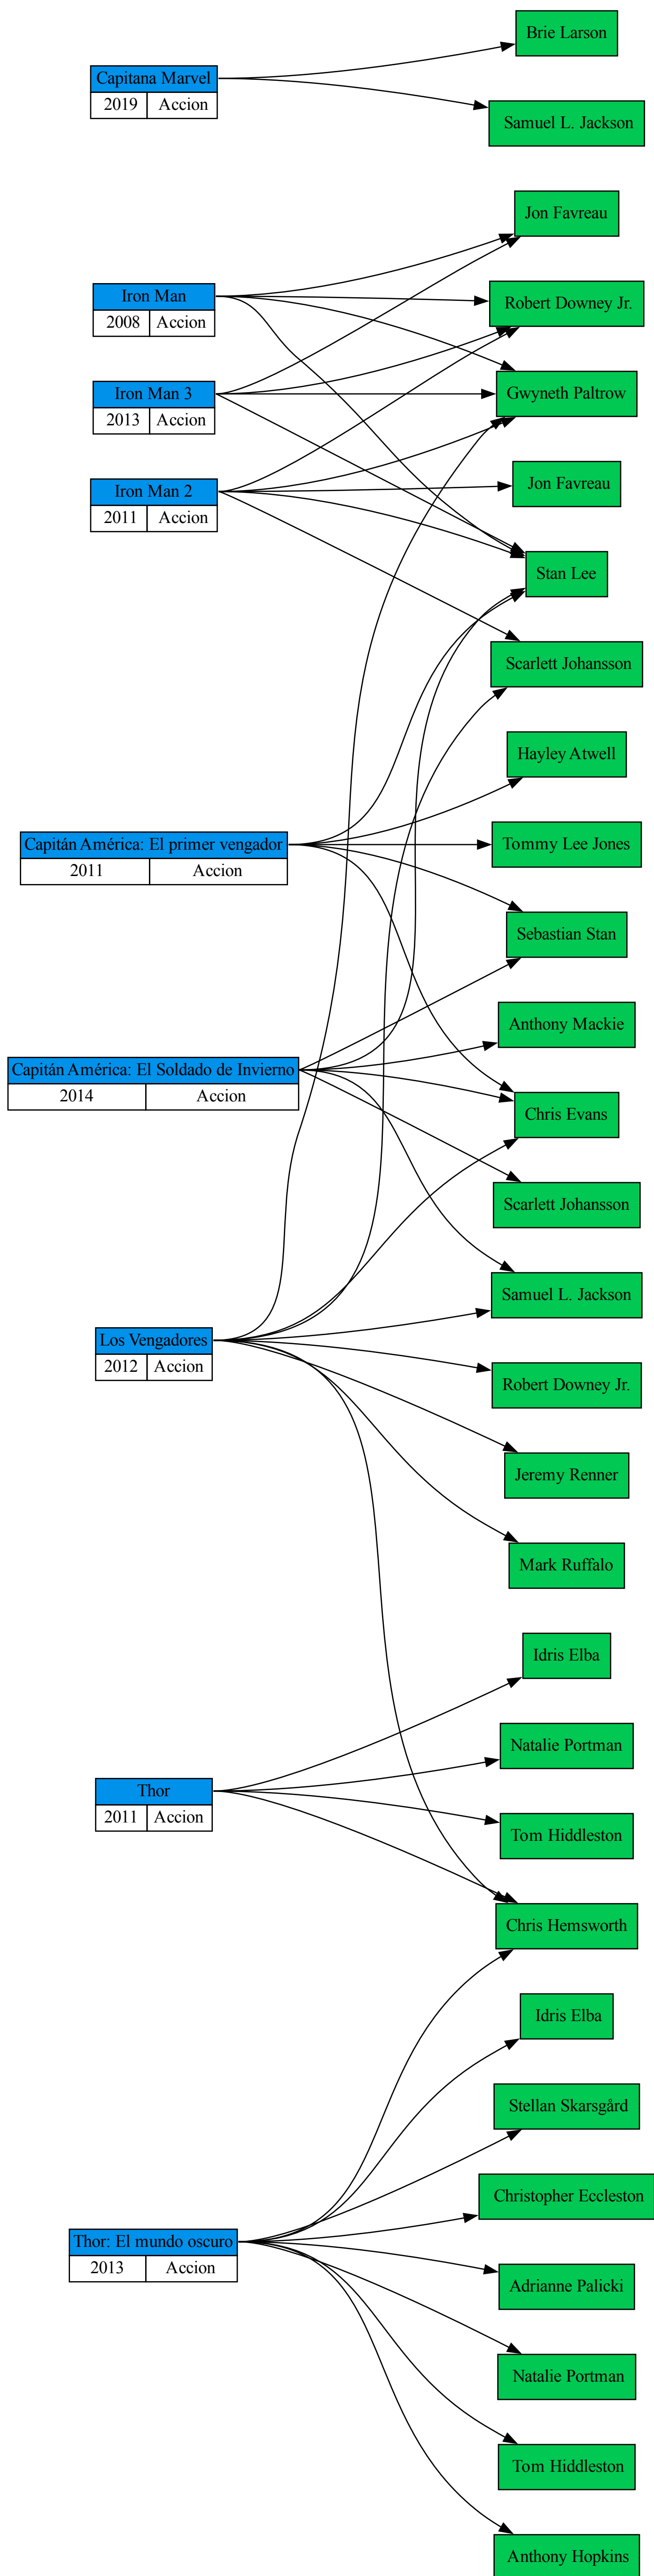 Brie Larson
Capitana Marvel
2019 Accion
Samuel L. Jackson
Jon Favreau
Iron Man
2008 Accion
Robert Downey Jr.
Iron Man 3
2013 Accion
Gwyneth Paltrow
Iron Man 2
2011 Accion
Jon Favreau
Stan Lee
Scarlett Johansson
Hayley Atwell
Capitán América: El primer vengador
2011 Accion
Tommy Lee Jones
Sebastian Stan
Anthony Mackie
Capitán América: El Soldado de Invierno
2014 Accion
Chris Evans
Scarlett Johansson
Samuel L. Jackson
Los Vengadores
2012 Accion
Robert Downey Jr.
Jeremy Renner
Mark Ruffalo
Idris Elba
Natalie Portman
Thor
2011 Accion
Tom Hiddleston
Chris Hemsworth
Idris Elba
Stellan Skarsgård
Christopher Eccleston
Thor: El mundo oscuro
2013 Accion
Adrianne Palicki
Natalie Portman
Tom Hiddleston
Anthony Hopkins